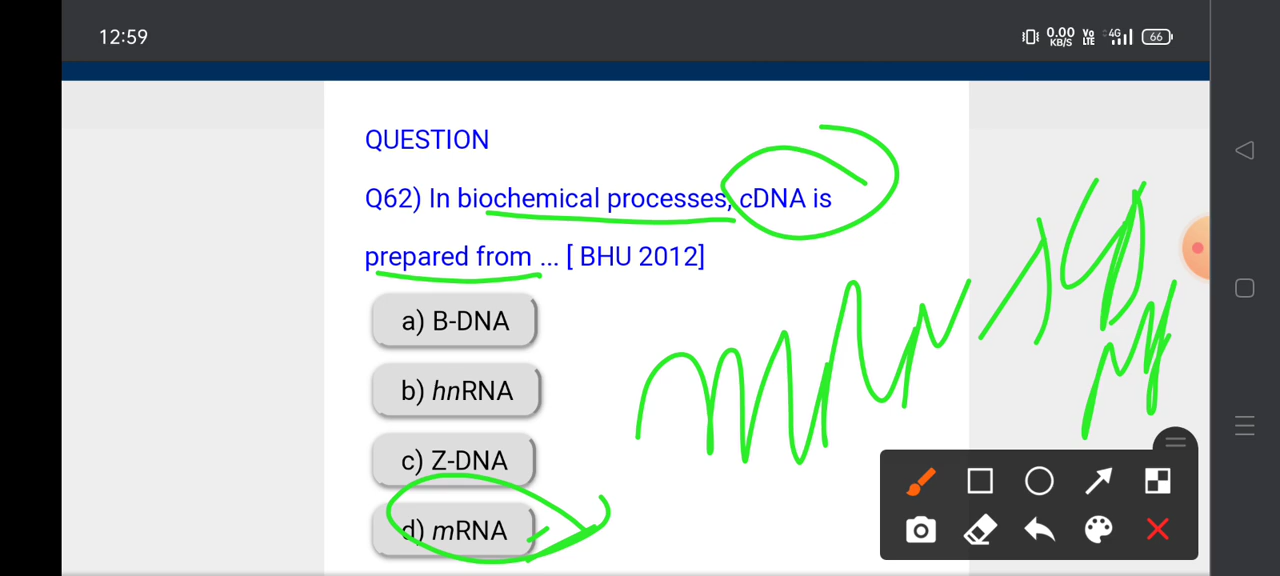 12:59
0.00 KB/S Vo LTE 4G 66
QUESTION
Q62) In biochemical processes, cDNA is
prepared from ... [ BHU 2012]
a) B-DNA
b) hnRNA
c) Z-DNA
d) mRNA